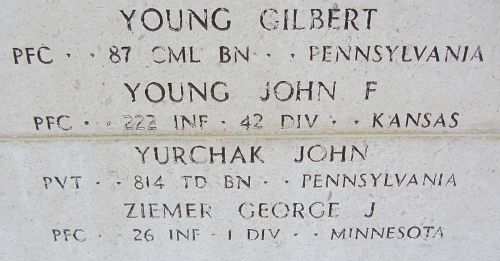 YOUNG GILBERT
PFC · · 87 CML BN · · PENNSYLVANIA
YOUNG JOHN F
PFC · · 222 INF · 42 DIV · · KANSAS
YURCHAK JOHN
PVT · · 814 TD BN · · PENNSYLVANIA
ZIEMER GEORGE J
PFC · · 26 INF · 1 DIV · · MINNESOTA